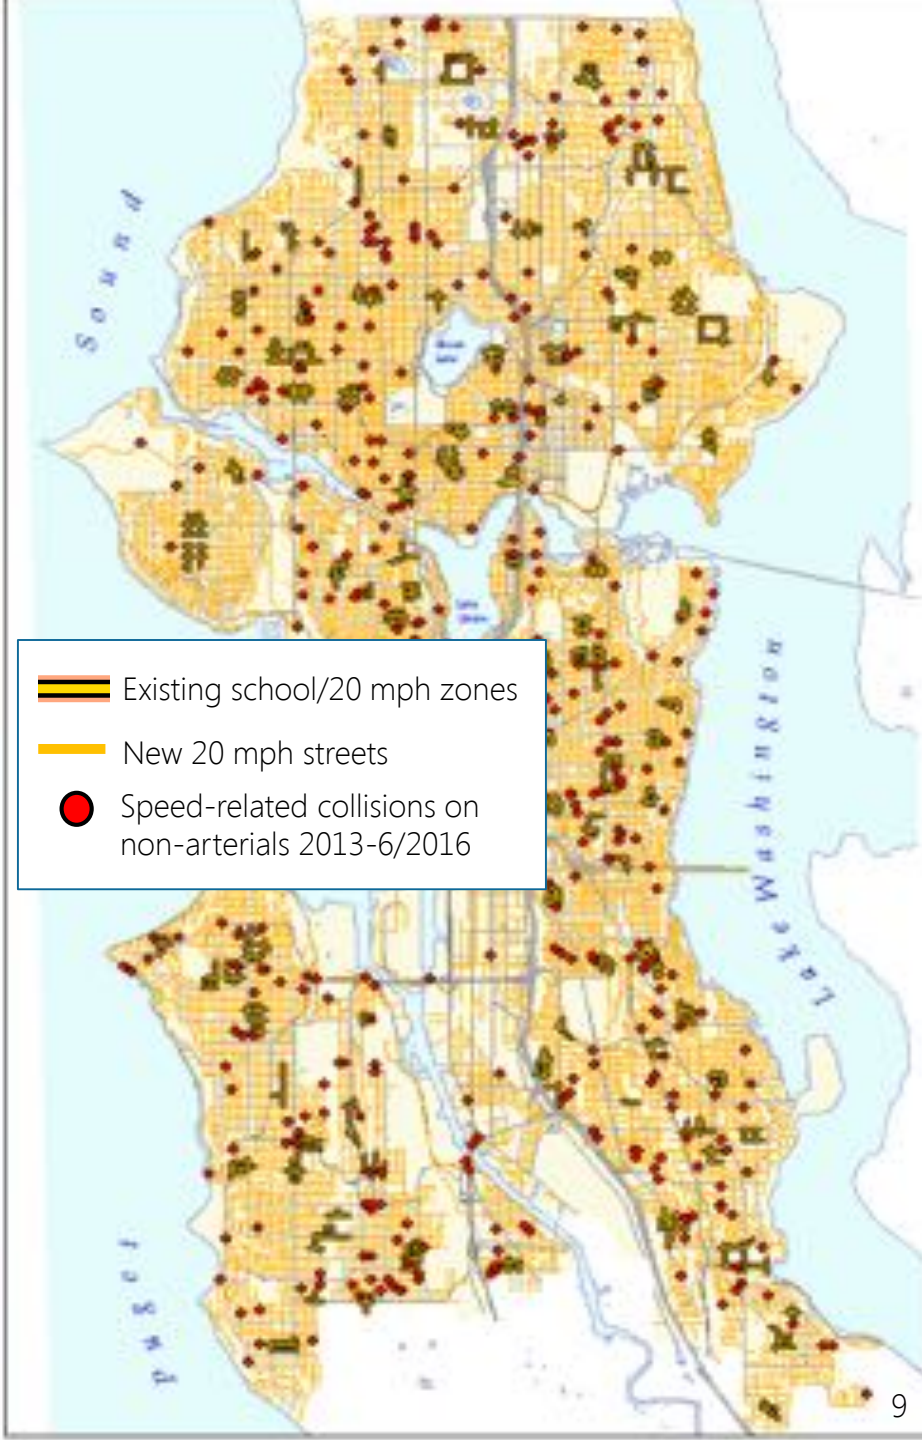 Sound
Existing school/20 mph zones
New 20 mph streets
Speed-related collisions on
non-arterials 2013-6/2016
Lake Washington
Puget
9